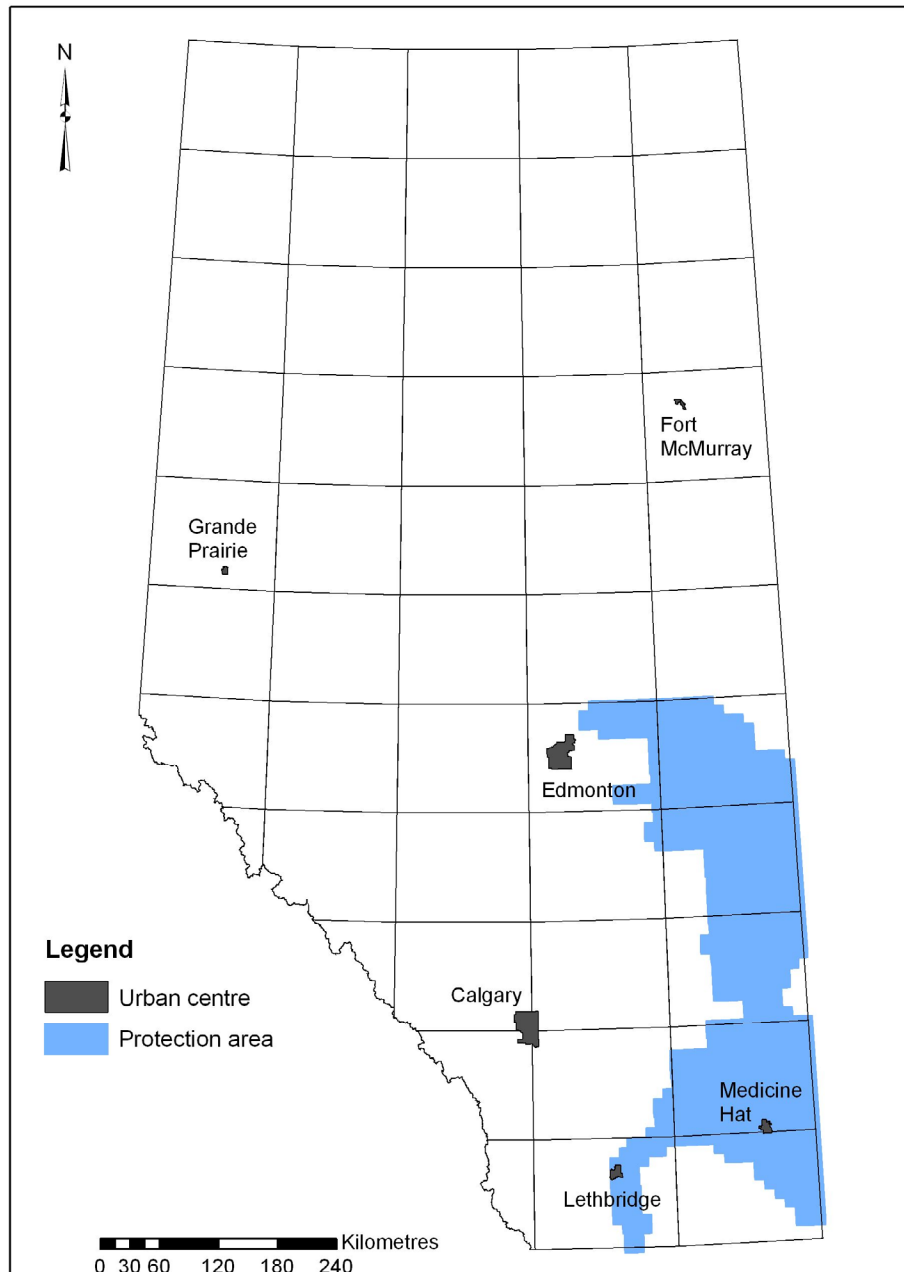 N
Fort
McMurray
Grande
Prairie
Edmonton
Legend
Urban centre
Protection area
Calgary
Medicine
Hat
Lethbridge
Kilometres
0 30 60 120 180 240